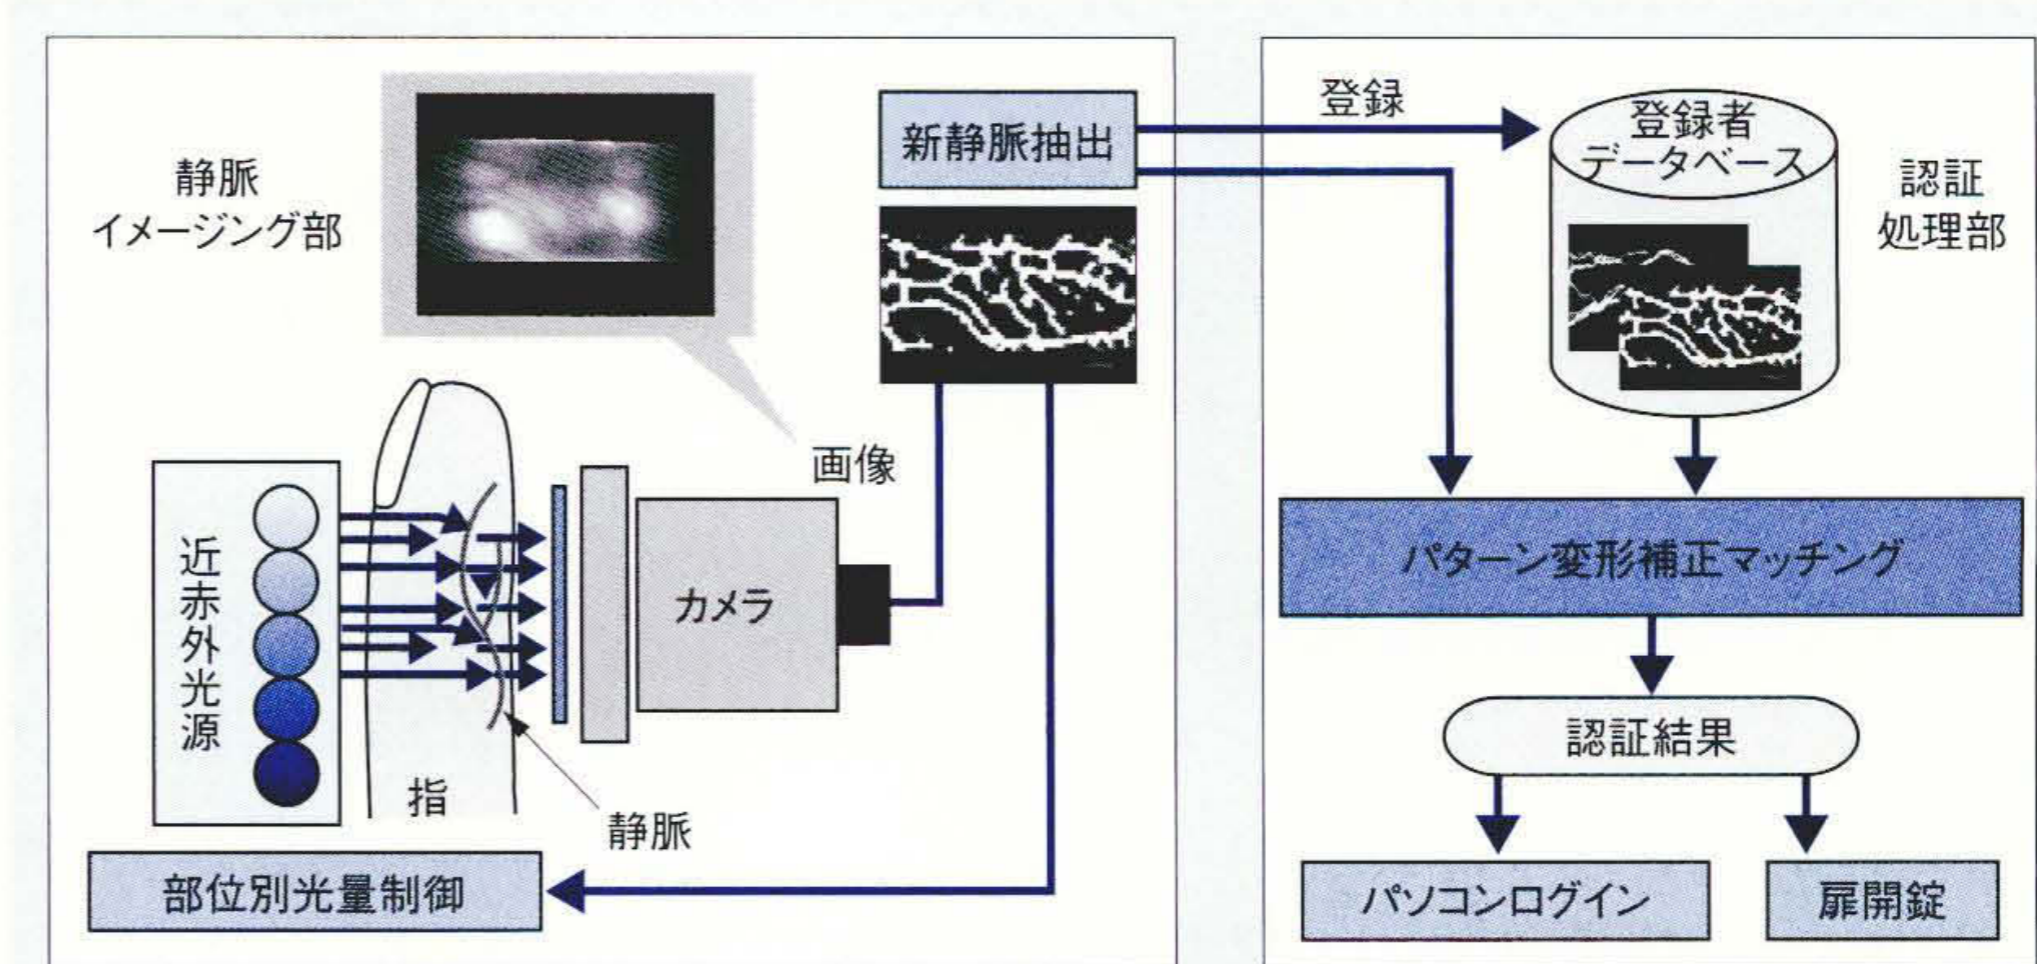 静脈
イメージング部
画像
新静脈抽出
近赤外光源
指
静脈
カメラ
部位別光量制御
登録
登録者
データベース
認証
処理部
パターン変形補正マッチング
認証結果
パソコンログイン
扉開錠